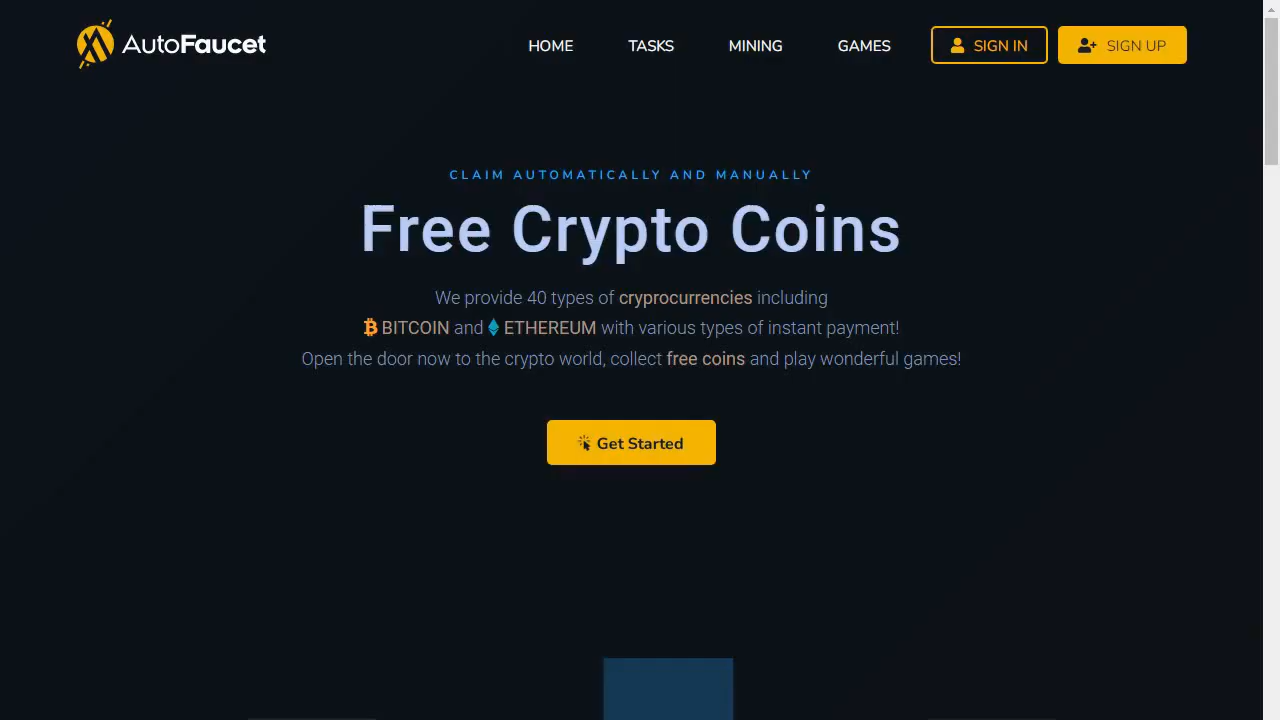 AutoFaucet
HOME
TASKS
MINING
GAMES
SIGN IN
SIGN UP
CLAIM AUTOMATICALLY AND MANUALLY
Free Crypto Coins
We provide 40 types of cryprocurrencies including
BITCOIN and ETHEREUM with various types of instant payment!
Open the door now to the crypto world, collect free coins and play wonderful games!
Get Started